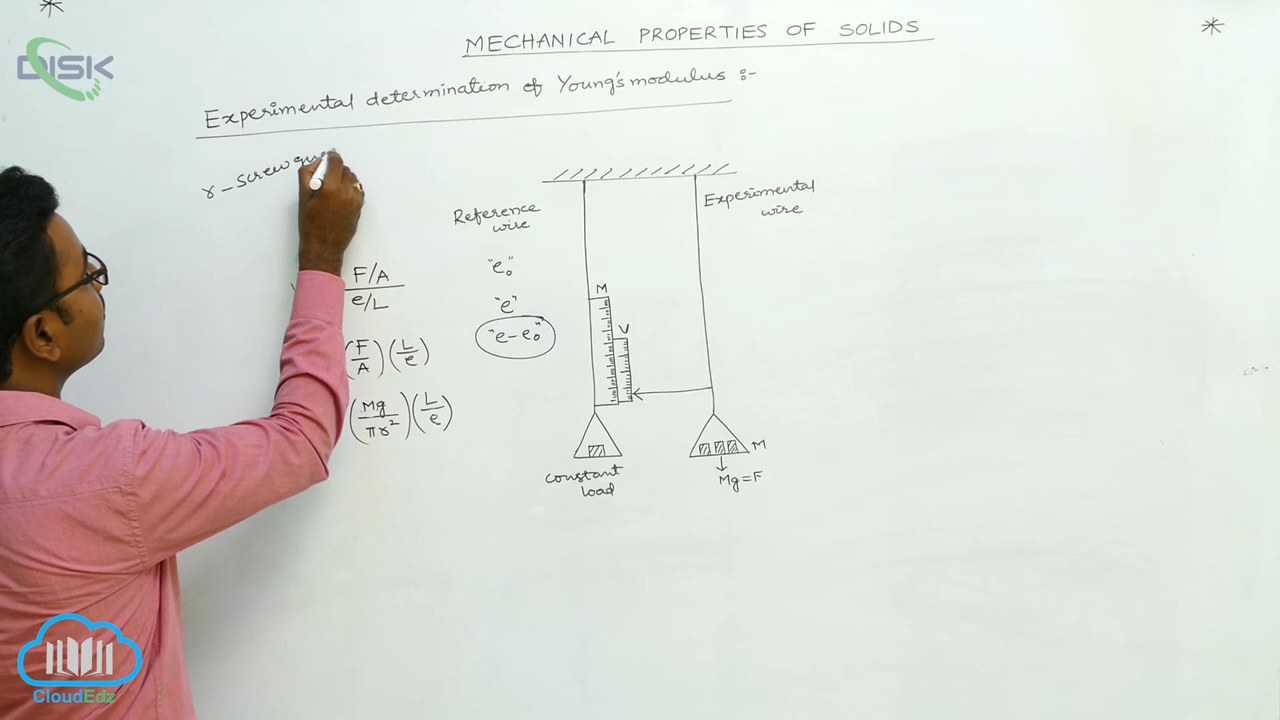 MECHANICAL PROPERTIES OF SOLIDS
DISK
Experimental determination of Young's modulus :-
r - screw
Reference
wire
Experimental
wire
F/A
e/L
"e₀"
"e"
"e-e₀"
(F/A)(L/e)
(Mg/πr²)(L/e)
M
V
M
Mg=F
constant
load
CloudEdz